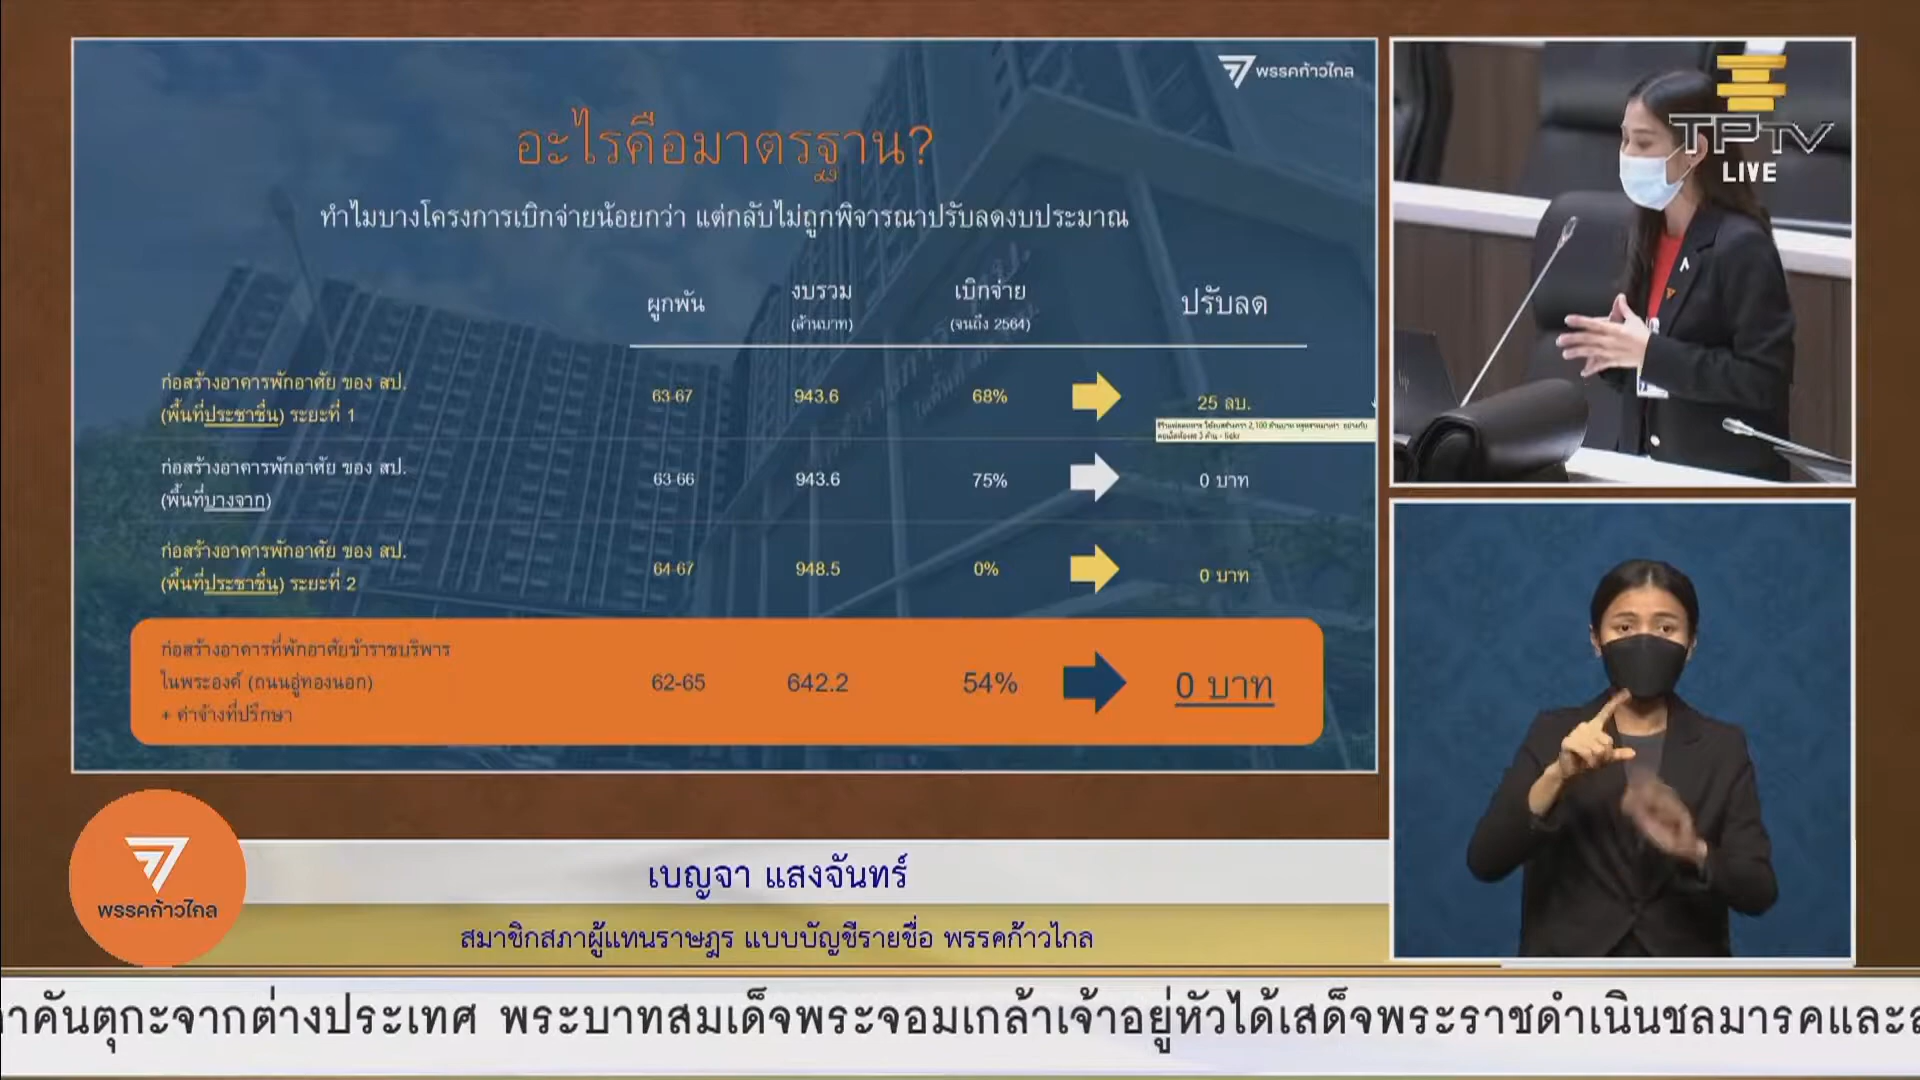 พรรคก้าวไกล
อะไรคือมาตรฐาน?
ทำไมบางโครงการเบิกจ่ายน้อยกว่า แต่กลับไม่ถูกพิจารณาปรับลดงบประมาณ
ผูกพัน งบรวม (ล้านบาท) เบิกจ่าย (จนถึง 2564) ปรับลด
ก่อสร้างอาคารพักอาศัย ของ สป.
(พื้นที่ประชาชื่น) ระยะที่ 1
63-67 943.6 68% 25 ลบ.
ก่อสร้างอาคารพักอาศัย ของ สป.
(พื้นที่บางจาก)
63-66 943.6 75% 0 บาท
ก่อสร้างอาคารพักอาศัย ของ สป.
(พื้นที่ประชาชื่น) ระยะที่ 2
64-67 948.5 0% 0 บาท
ก่อสร้างอาคารที่พักอาศัยข้าราชบริพาร
ในพระองค์ (ถนนอู่ทองนอก)
+ ค่าจ้างที่ปรึกษา
62-65 642.2 54% 0 บาท
TPTV
LIVE
พรรคก้าวไกล
เบญจา แสงจันทร์
สมาชิกสภาผู้แทนราษฎร แบบบัญชีรายชื่อ พรรคก้าวไกล
าคันตุกะจากต่างประเทศ พระบาทสมเด็จพระจอมเกล้าเจ้าอยู่หัวได้เสด็จพระราชดำเนินชลมารคและ